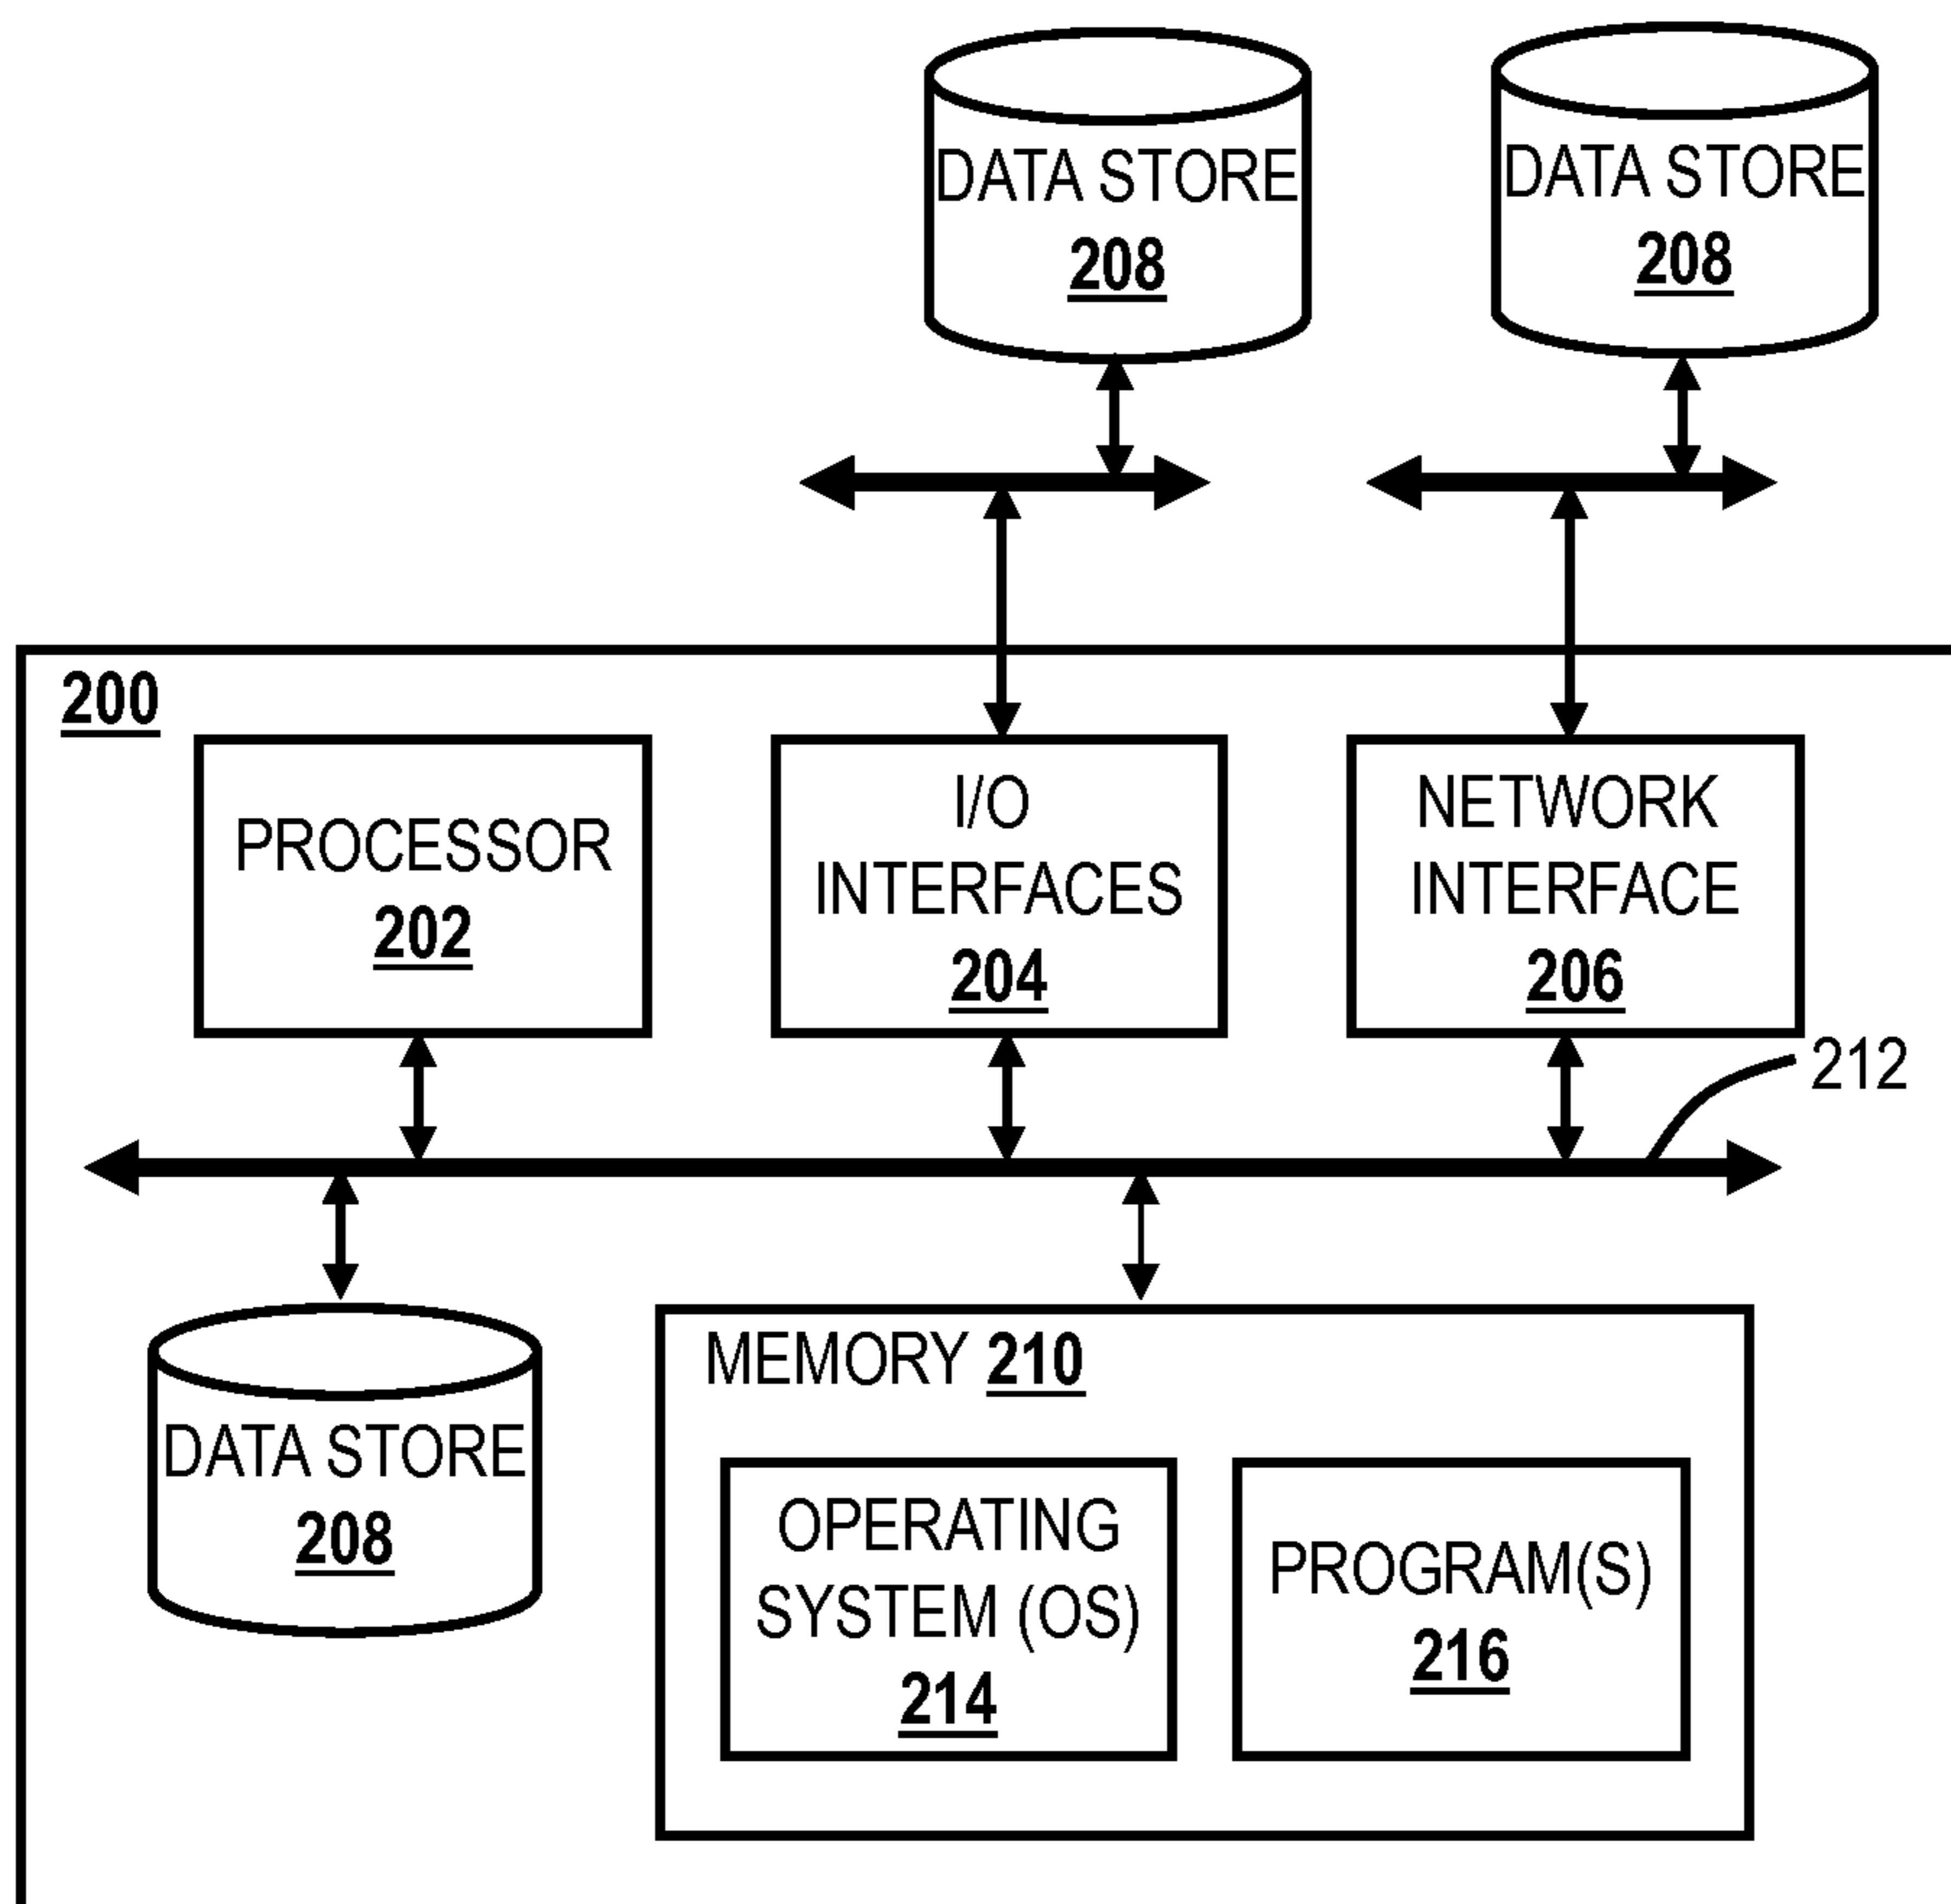 DATA STORE
208
DATA STORE
208
200
PROCESSOR
202
I/O
INTERFACES
204
NETWORK
INTERFACE
206
212
DATA STORE
208
MEMORY 210
OPERATING
SYSTEM (OS)
214
PROGRAM(S)
216